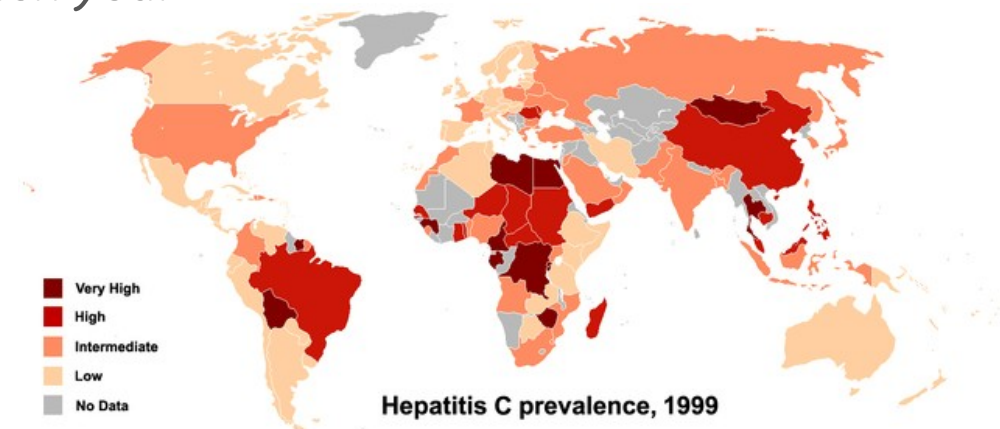 Very High
High
Intermediate
Low
No Data
Hepatitis C prevalence, 1999